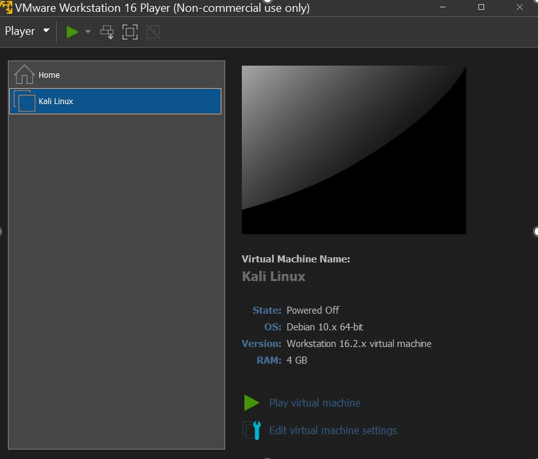 VMware Workstation 16 Player (Non-commercial use only)
Player
Home
Kali Linux
Virtual Machine Name:
Kali Linux
State: Powered Off
OS: Debian 10.x 64-bit
Version: Workstation 16.2.x virtual machine
RAM: 4 GB
Play virtual machine
Edit virtual machine settings